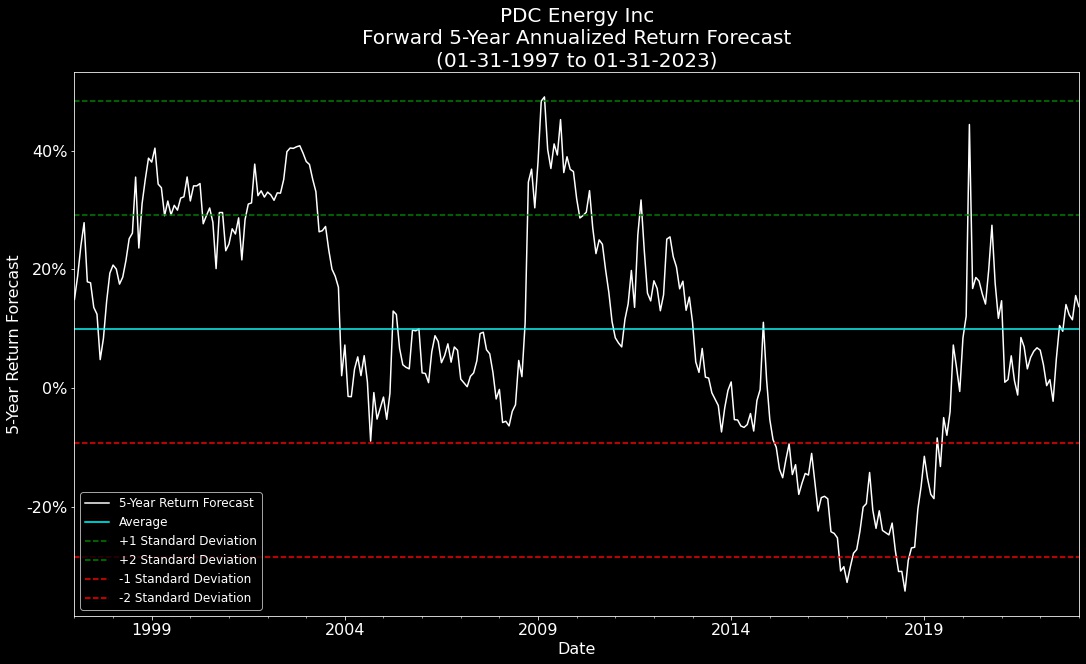 PDC Energy Inc
Forward 5-Year Annualized Return Forecast
(01-31-1997 to 01-31-2023)
5-Year Return Forecast
40%
20%
0%
-20%
5-Year Return Forecast
Average
+1 Standard Deviation
+2 Standard Deviation
-1 Standard Deviation
-2 Standard Deviation
1999 2004 2009 2014 2019
Date